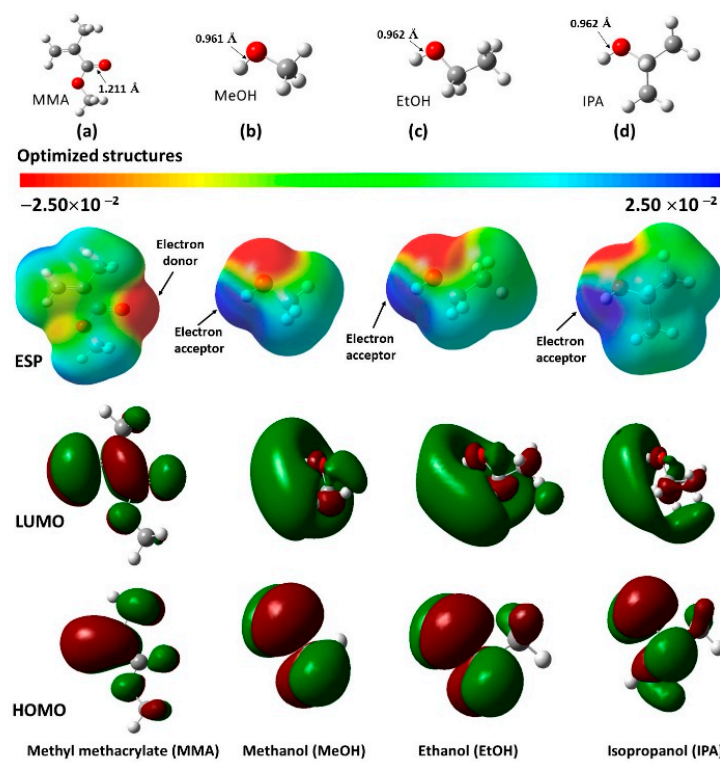 0.961 Å
0.962 Å
0.962 Å
1.211 Å
MMA
MeOH
EtOH
IPA
(a)
(b)
(c)
(d)
Optimized structures
−2.50×10 ⁻²
2.50 ×10 ⁻²
Electron
donor
Electron
acceptor
Electron
acceptor
Electron
acceptor
ESP
LUMO
HOMO
Methyl methacrylate (MMA)
Methanol (MeOH)
Ethanol (EtOH)
Isopropanol (IPA)